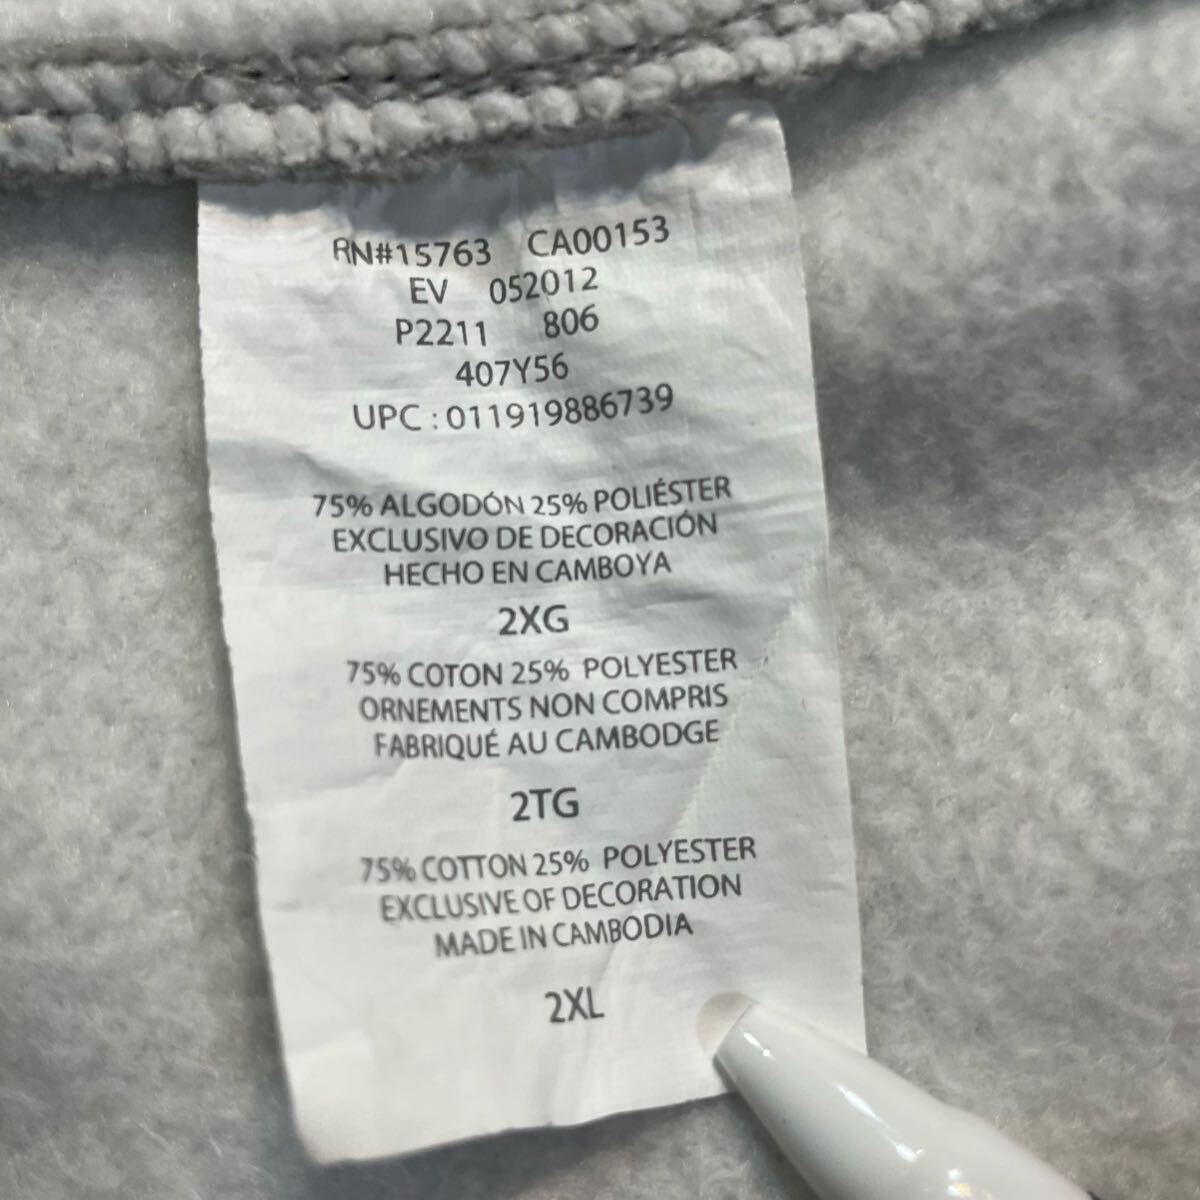 RN#15763 CA00153
EV 052012
P2211 806
407Y56
UPC : 011919886739
75% ALGODÓN 25% POLIÉSTER
EXCLUSIVO DE DECORACIÓN
HECHO EN CAMBOYA
2XG
75% COTON 25% POLYESTER
ORNEMENTS NON COMPRIS
FABRIQUÉ AU CAMBODGE
2TG
75% COTTON 25% POLYESTER
EXCLUSIVE OF DECORATION
MADE IN CAMBODIA
2XL